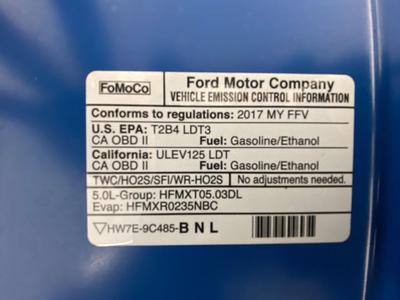 FoMoCo
Ford Motor Company
VEHICLE EMISSION CONTROL INFORMATION
Conforms to regulations: 2017 MY FFV
U.S. EPA: T2B4 LDT3
CA OBD II Fuel: Gasoline/Ethanol
California: ULEV125 LDT
CA OBD II Fuel: Gasoline/Ethanol
TWC/HO2S/SFI/WR-HO2S No adjustments needed.
5.0L-Group: HFMXT05.03DL
Evap: HFMXR0235NBC
HW7E-9C485-B N L